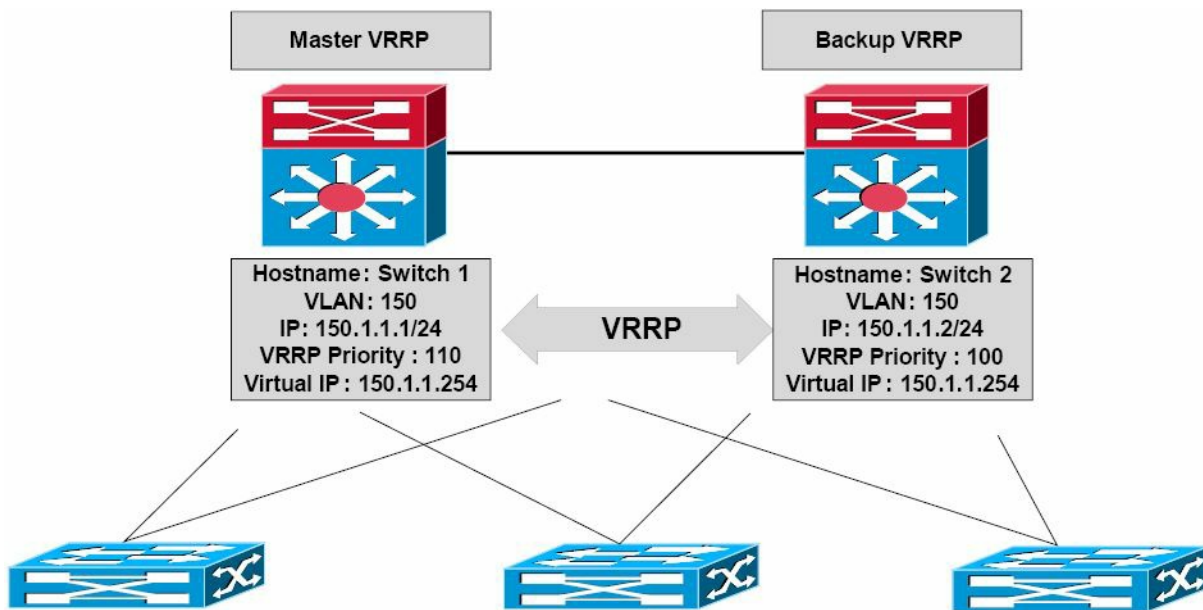 Master VRRP
Backup VRRP
Hostname: Switch 1
VLAN: 150
IP: 150.1.1.1/24
VRRP Priority : 110
Virtual IP : 150.1.1.254
VRRP
Hostname: Switch 2
VLAN: 150
IP: 150.1.1.2/24
VRRP Priority : 100
Virtual IP : 150.1.1.254